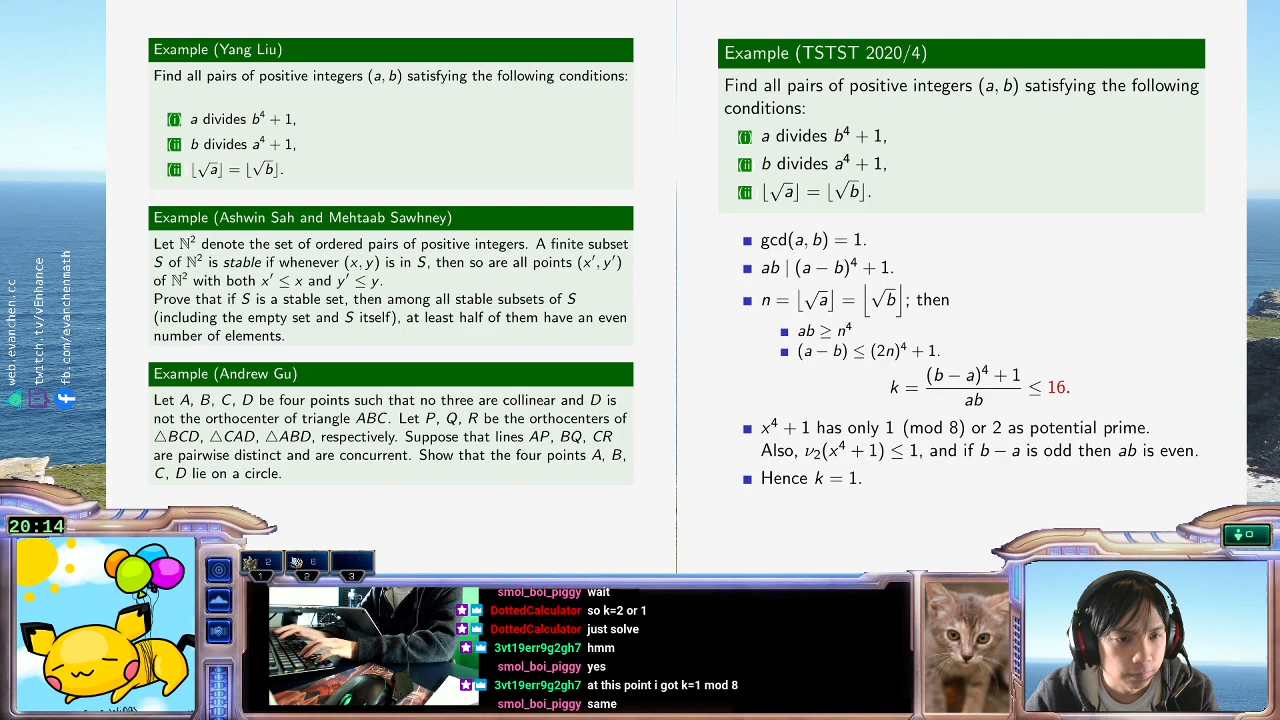 Example (Yang Liu)
Find all pairs of positive integers (a, b) satisfying the following conditions:
(i a divides b⁴ + 1,
(ii b divides a⁴ + 1,
(ii ⌊√a⌋ = ⌊√b⌋.
Example (Ashwin Sah and Mehtaab Sawhney)
Let ℕ² denote the set of ordered pairs of positive integers. A finite subset
S of ℕ² is stable if whenever (x, y) is in S, then so are all points (x′, y′)
of ℕ² with both x′ ≤ x and y′ ≤ y.
Prove that if S is a stable set, then among all stable subsets of S
(including the empty set and S itself), at least half of them have an even
number of elements.
Example (Andrew Gu)
Let A, B, C, D be four points such that no three are collinear and D is
not the orthocenter of triangle ABC. Let P, Q, R be the orthocenters of
△BCD, △CAD, △ABD, respectively. Suppose that lines AP, BQ, CR
are pairwise distinct and are concurrent. Show that the four points A, B,
C, D lie on a circle.
Example (TSTST 2020/4)
Find all pairs of positive integers (a, b) satisfying the following
conditions:
(i a divides b⁴ + 1,
(ii b divides a⁴ + 1,
(ii ⌊√a⌋ = ⌊√b⌋.
gcd(a, b) = 1.
ab | (a − b)⁴ + 1.
n = ⌊√a⌋ = ⌊√b⌋; then
ab ≥ n⁴
(a − b) ≤ (2n)⁴ + 1.
k = (b − a)⁴ + 1 / ab ≤ 16.
x⁴ + 1 has only 1 (mod 8) or 2 as potential prime.
Also, ν₂(x⁴ + 1) ≤ 1, and if b − a is odd then ab is even.
Hence k = 1.
web.evanchen.cc
twitch.tv/vEnhance
fb.com/evanchenmath
20:14
2
6
1
2
3
0
smol_boi_piggy wait
DottedCalculator so k=2 or 1
DottedCalculator just solve
3vt19err9g2gh7 hmm
smol_boi_piggy yes
3vt19err9g2gh7 at this point i got k=1 mod 8
smol_boi_piggy same